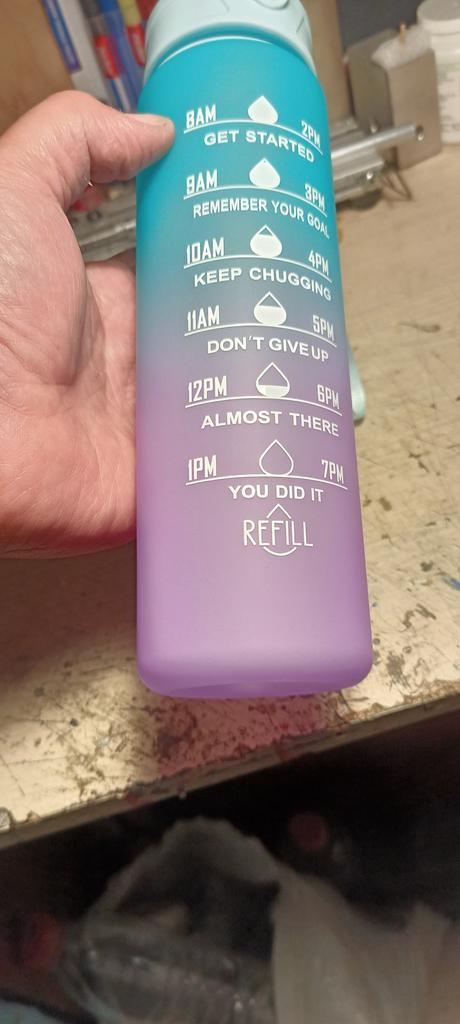 8AM 2PM
GET STARTED
9AM 3PM
REMEMBER YOUR GOAL
10AM 4PM
KEEP CHUGGING
11AM 5PM
DON'T GIVE UP
12PM 6PM
ALMOST THERE
1PM 7PM
YOU DID IT
REFILL